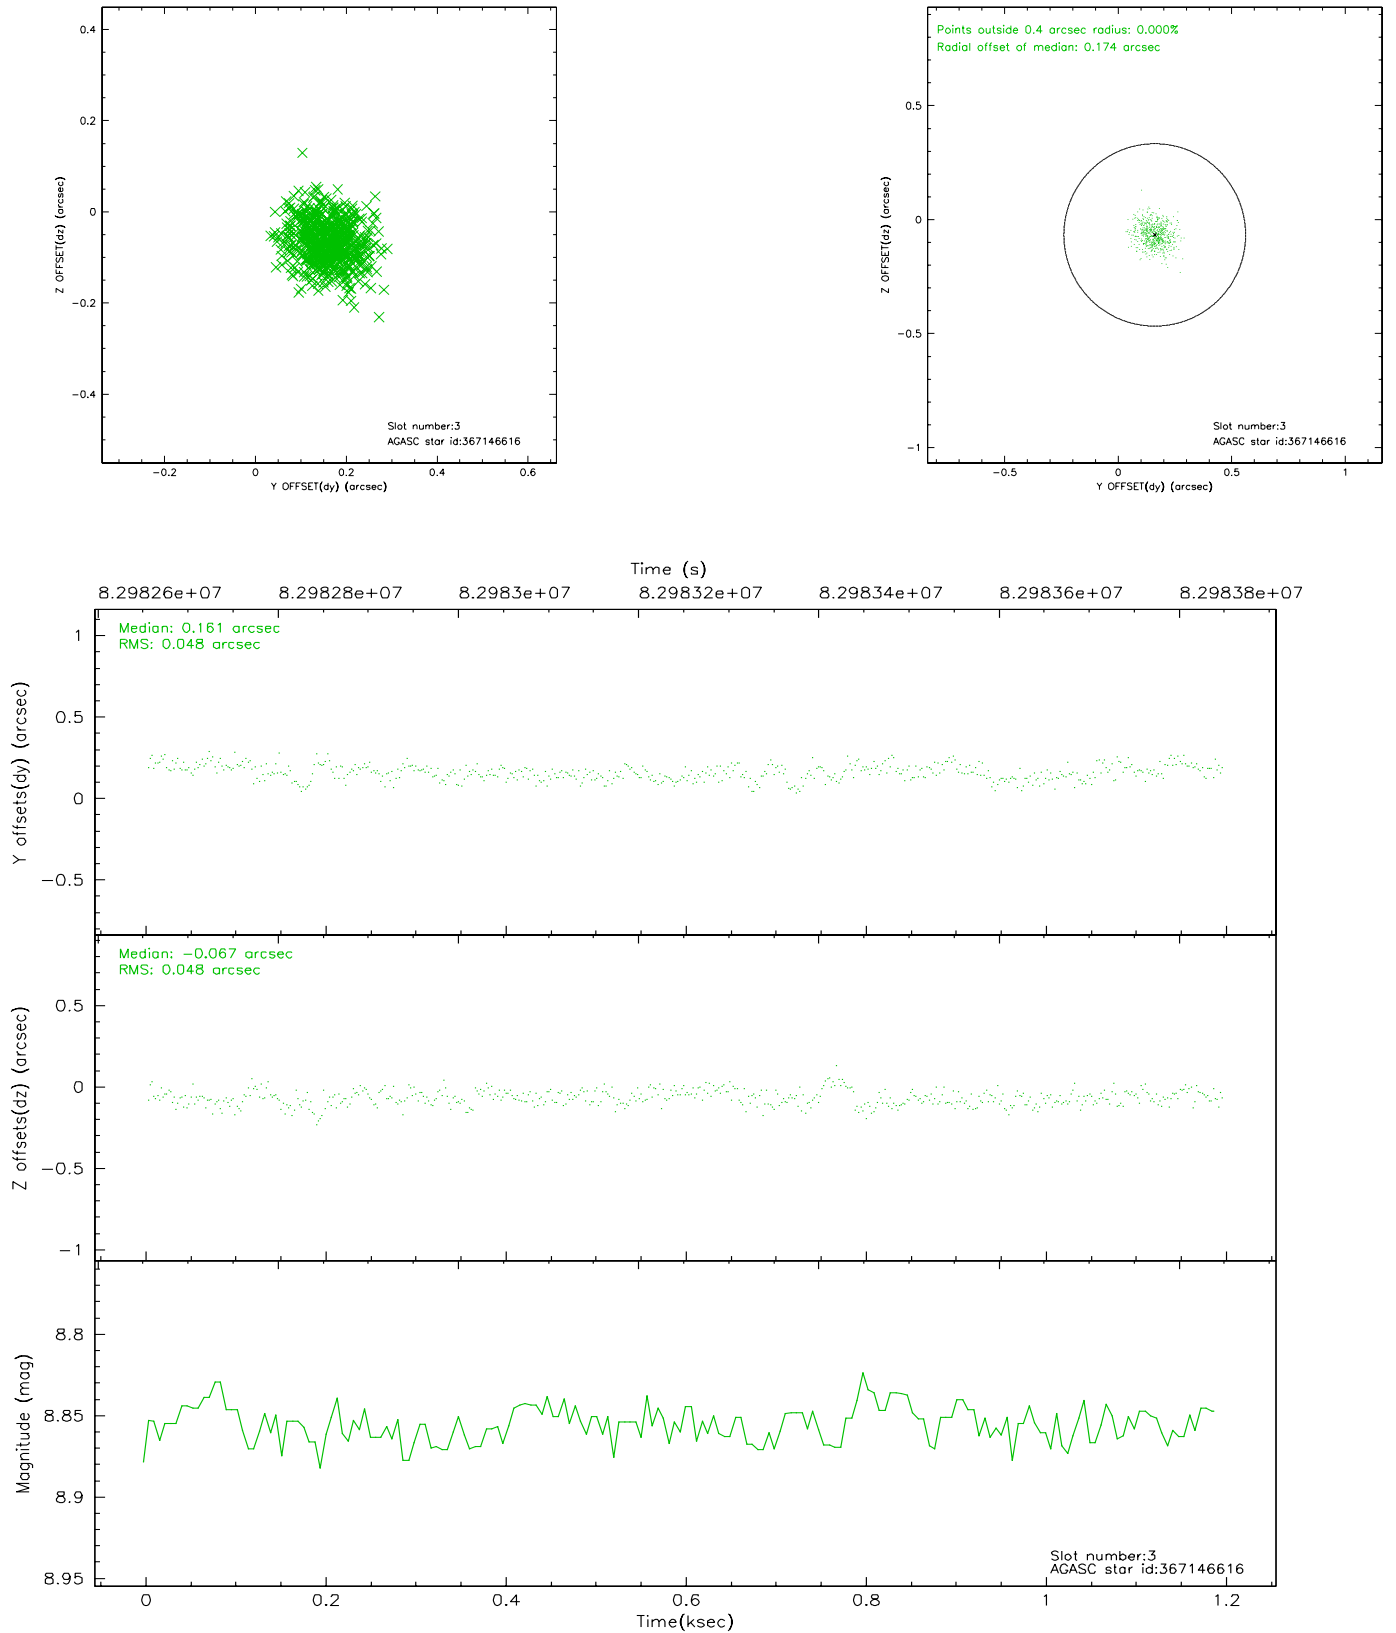 0.4
0.2
0
-0.2
-0.4
Z OFFSET(dz) (arcsec)
Slot number:3
AGASC star id:367146616
-0.2 0 0.2 0.4 0.6
Y OFFSET(dy) (arcsec)
Points outside 0.4 arcsec radius: 0.000%
Radial offset of median: 0.174 arcsec
0.5
0
-0.5
-1
Z OFFSET(dz) (arcsec)
Slot number:3
AGASC star id:367146616
-0.5 0 0.5 1
Y OFFSET(dy) (arcsec)
Time (s)
8.29826e+07 8.29828e+07 8.2983e+07 8.29832e+07 8.29834e+07 8.29836e+07 8.29838e+07
Median: 0.161 arcsec
RMS: 0.048 arcsec
1
0.5
0
-0.5
Y offsets(dy) (arcsec)
Median: -0.067 arcsec
RMS: 0.048 arcsec
0.5
0
-0.5
-1
Z offsets(dz) (arcsec)
8.8
8.85
8.9
8.95
Magnitude (mag)
Slot number:3
AGASC star id:367146616
0 0.2 0.4 0.6 0.8 1 1.2
Time(ksec)